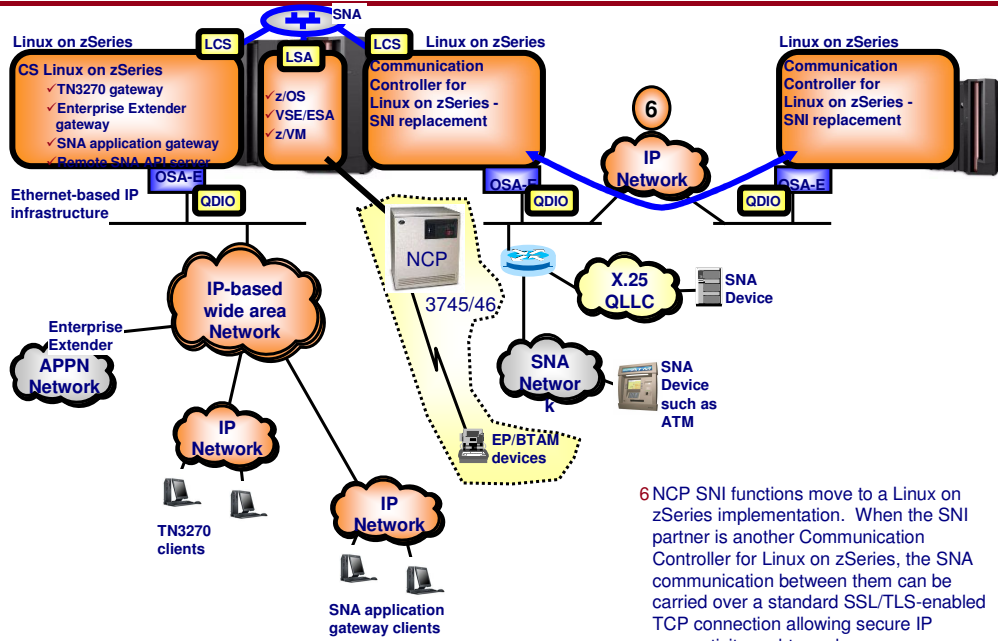 SNA
Linux on zSeries
LCS
LSA
LCS
Linux on zSeries
Linux on zSeries
CS Linux on zSeries
✓TN3270 gateway
✓Enterprise Extender
gateway
✓SNA application gateway
✓Remote SNA API server
✓z/OS
✓VSE/ESA
✓z/VM
Communication
Controller for
Linux on zSeries -
SNI replacement
6
IP
Network
Communication
Controller for
Linux on zSeries -
SNI replacement
OSA-E
QDIO
OSA-E
QDIO
OSA-E
QDIO
Ethernet-based IP
infrastructure
NCP
3745/46
IP-based
wide area
Network
X.25
QLLC
SNA
Device
Enterprise
Extender
APPN
Network
SNA
Networ
k
SNA
Device
such as
ATM
EP/BTAM
devices
IP
Network
TN3270
clients
IP
Network
SNA application
gateway clients
6 NCP SNI functions move to a Linux on
zSeries implementation. When the SNI
partner is another Communication
Controller for Linux on zSeries, the SNA
communication between them can be
carried over a standard SSL/TLS-enabled
TCP connection allowing secure IP